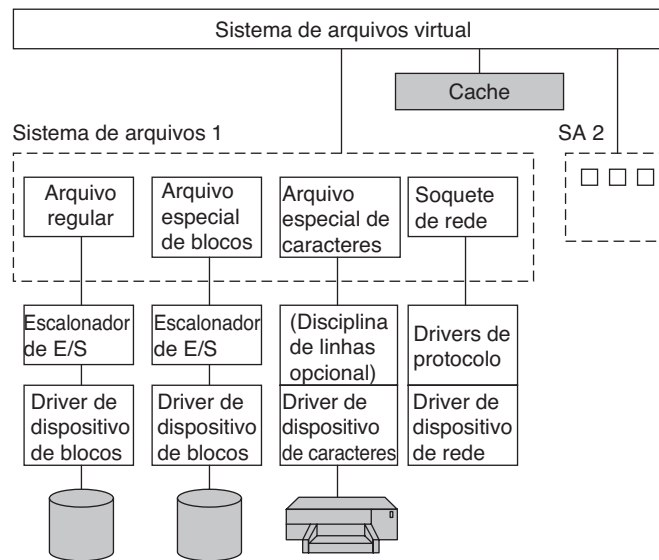 Sistema de arquivos virtual
Cache
Sistema de arquivos 1
SA 2
Arquivo
regular
Arquivo
especial
de blocos
Arquivo
especial de
caracteres
Soquete
de rede
Escalonador
de E/S
Escalonador
de E/S
(Disciplina
de linhas
opcional)
Drivers de
protocolo
Driver de
dispositivo
de blocos
Driver de
dispositivo
de blocos
Driver de
dispositivo
de caracteres
Driver de
dispositivo
de rede